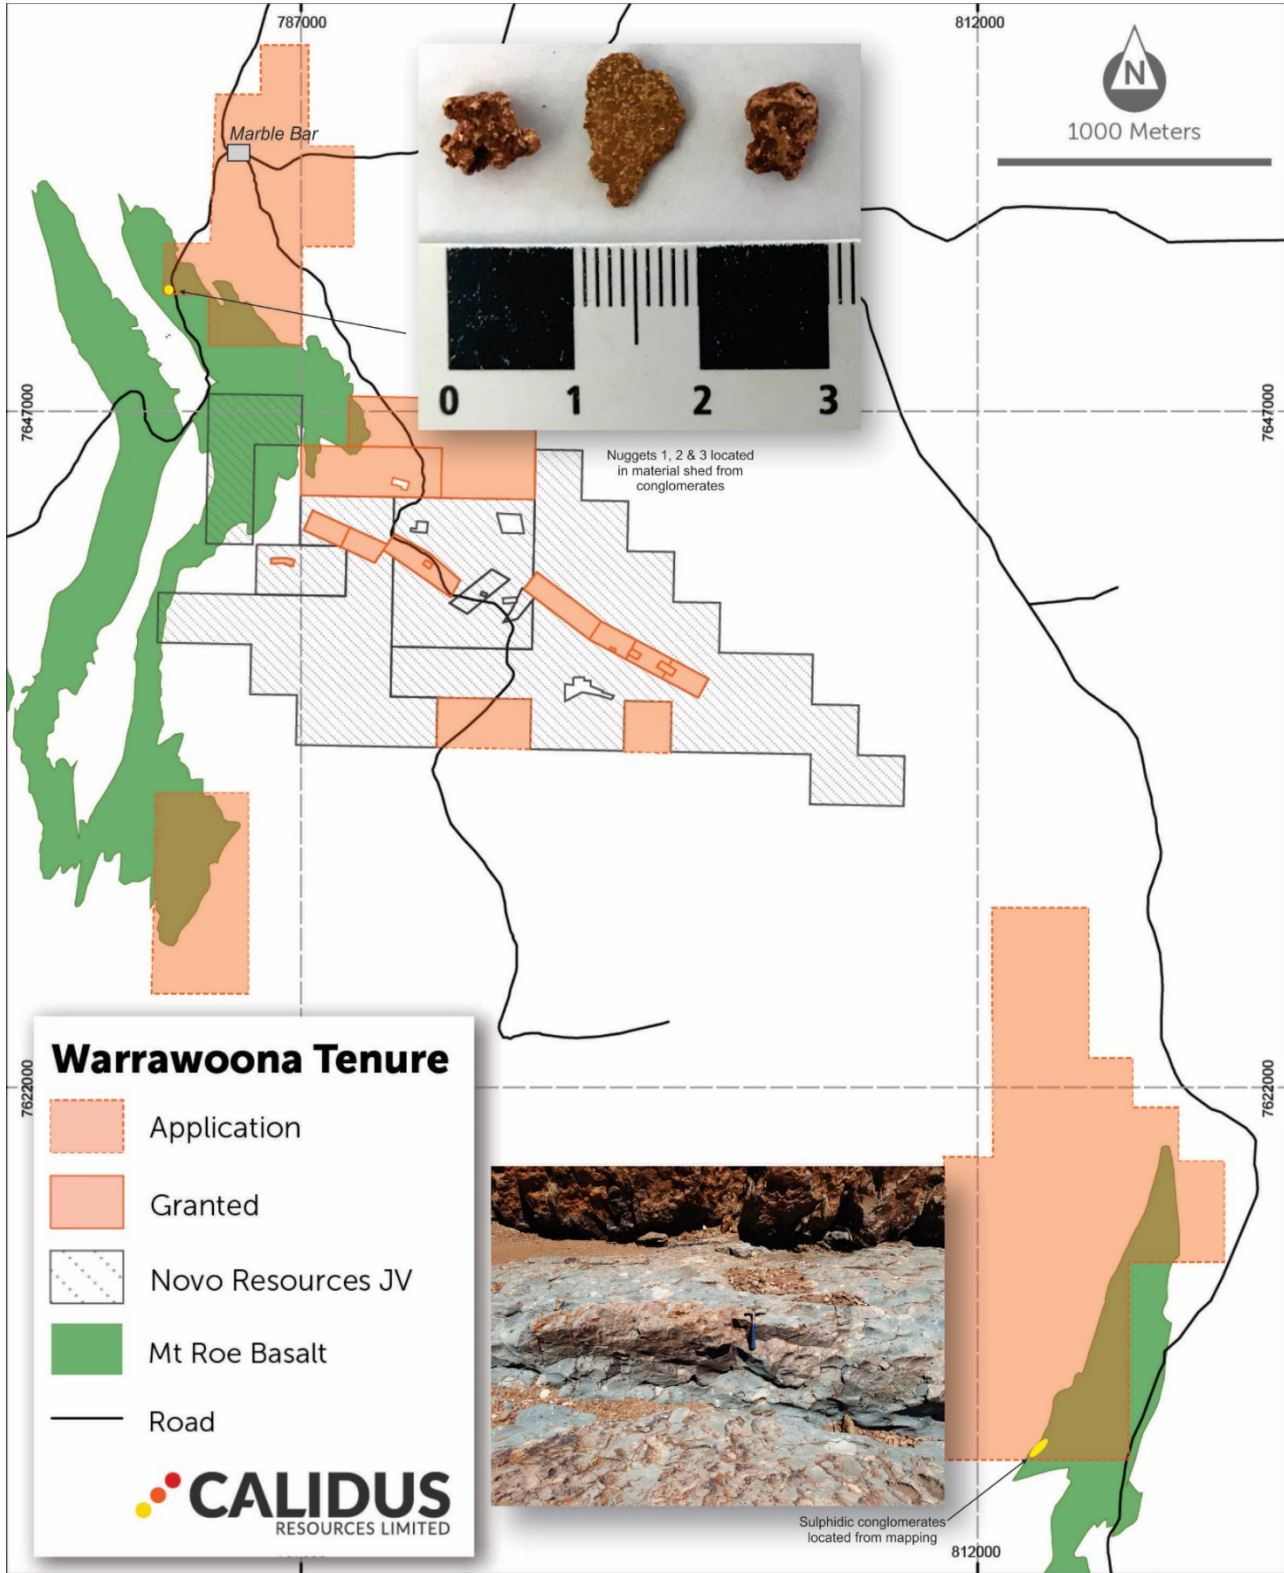 787000
812000
N
1000 Meters
Marble Bar
0 1 2 3
7647000
7647000
Nuggets 1, 2 & 3 located
in material shed from
conglomerates
7622000
7622000
Warrawoona Tenure
Application
Granted
Novo Resources JV
Mt Roe Basalt
Road
CALIDUS
RESOURCES LIMITED
Sulphidic conglomerates
located from mapping
812000